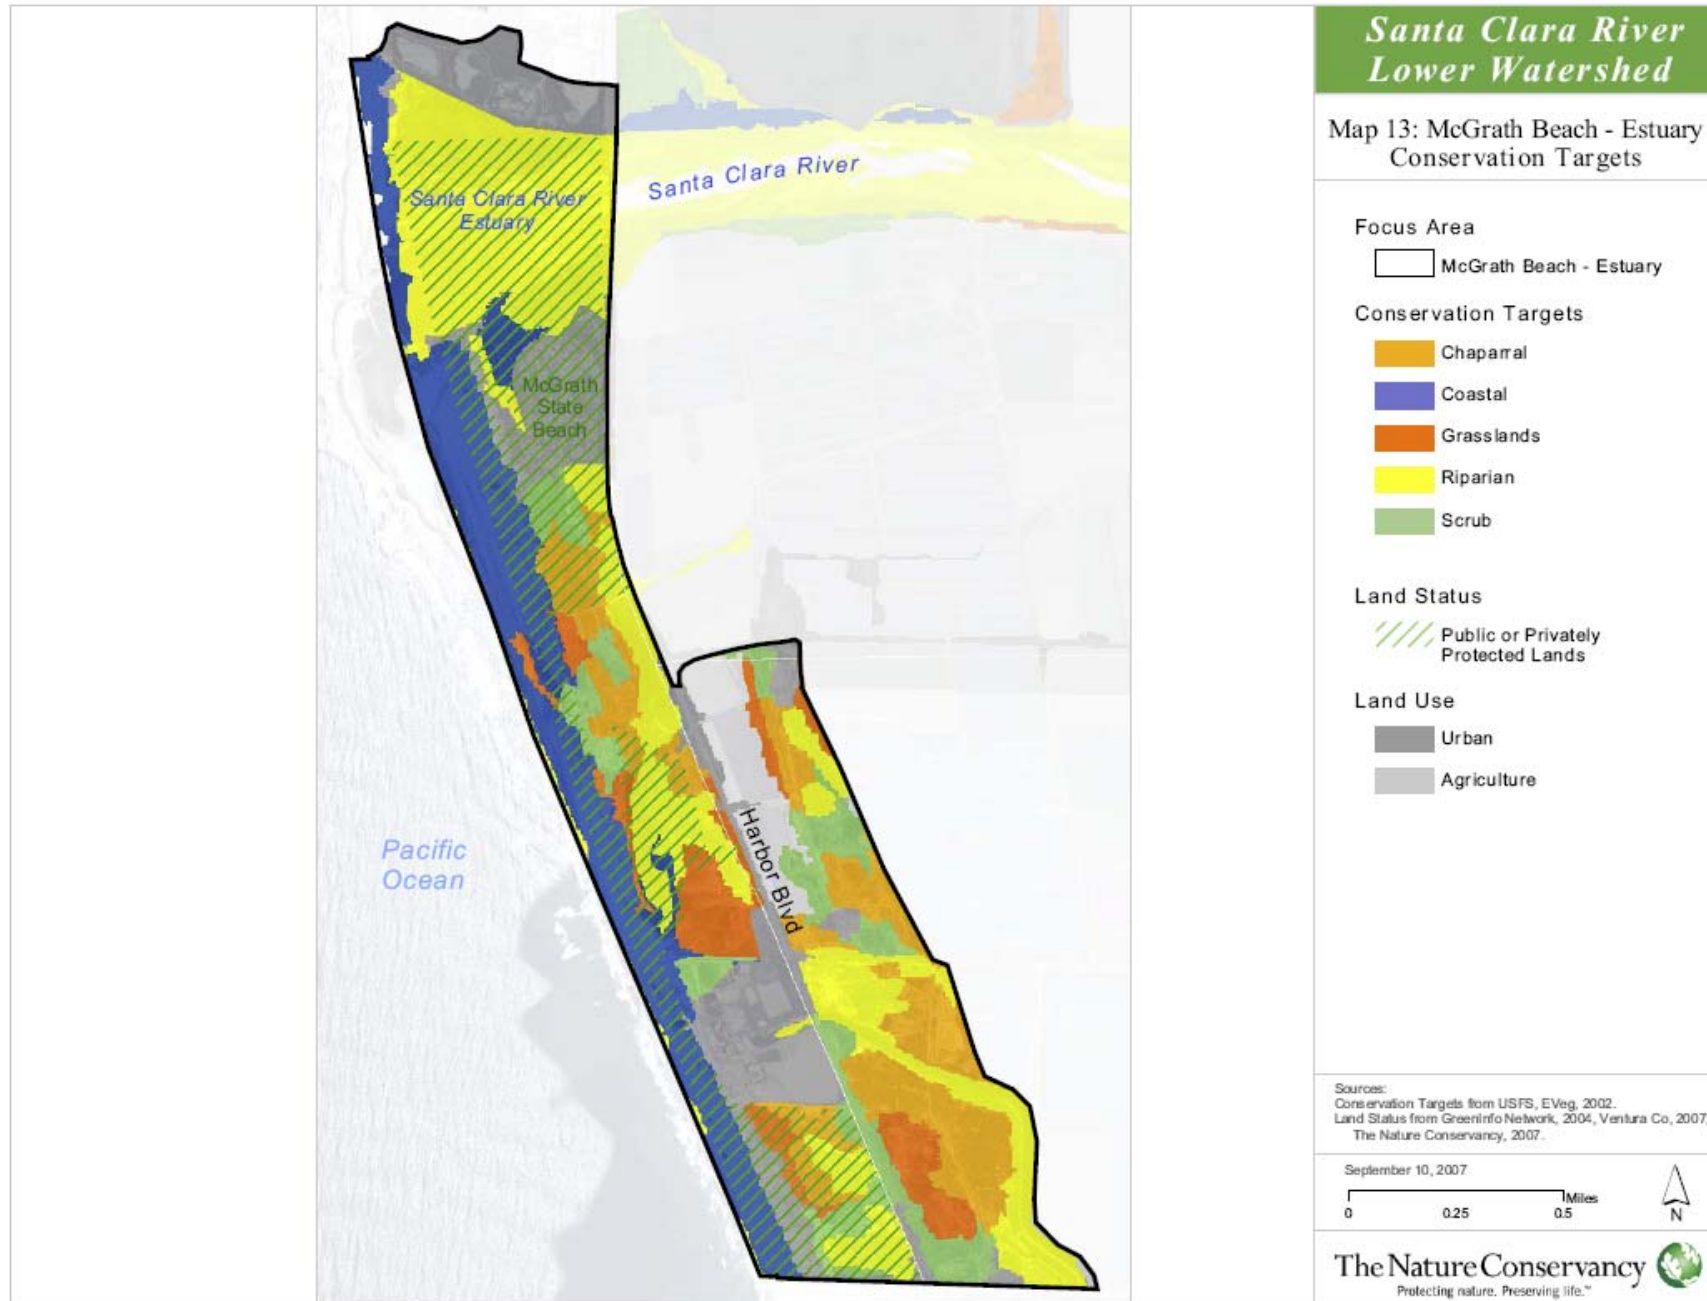 Santa Clara River
Lower Watershed
Map 13: McGrath Beach - Estuary
Conservation Targets
Focus Area
McGrath Beach - Estuary
Conservation Targets
Chaparral
Coastal
Grasslands
Riparian
Scrub
Land Status
Public or Privately
Protected Lands
Land Use
Urban
Agriculture
Sources:
Conservation Targets from USFS, EVeg, 2002.
Land Status from GreenInfo Network, 2004, Ventura Co, 2007,
The Nature Conservancy, 2007.
September 10, 2007
Miles
0 0.25 0.5
N
The Nature Conservancy
Protecting nature. Preserving life.™
Santa Clara River
Santa Clara River
Estuary
McGrath
State
Beach
Harbor Blvd
Pacific
Ocean